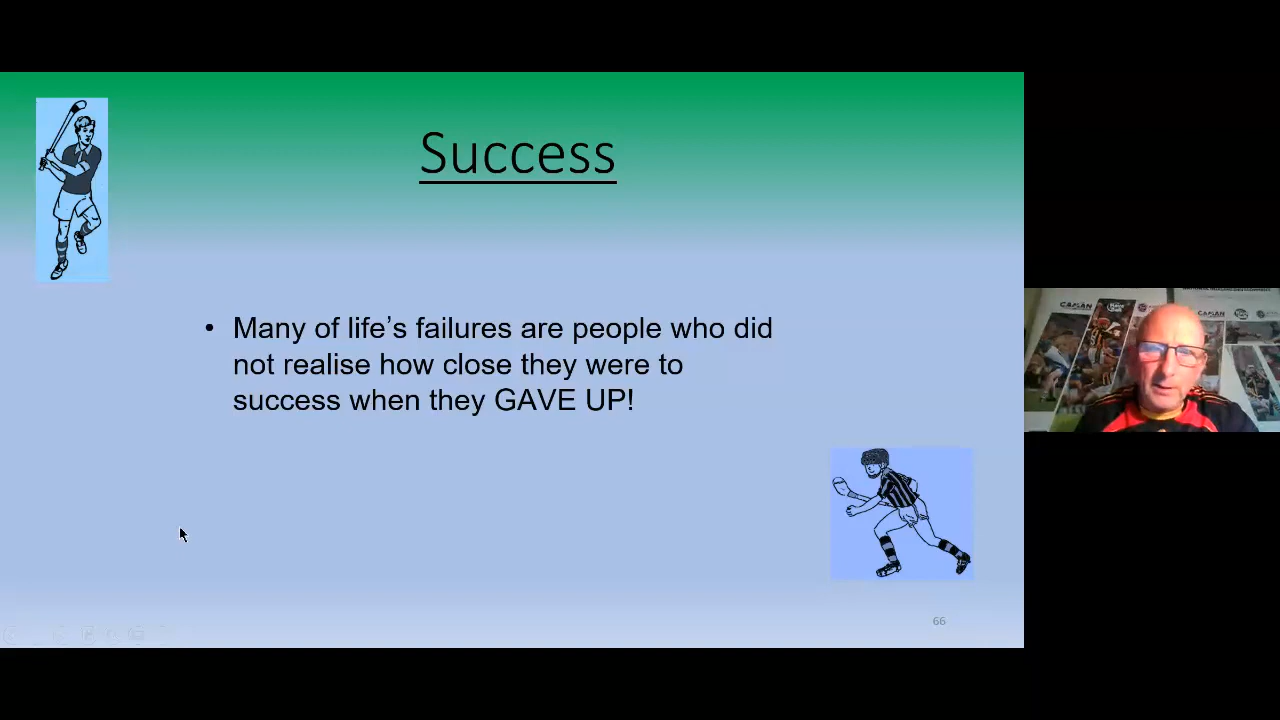 Success
• Many of life’s failures are people who did
not realise how close they were to
success when they GAVE UP!
66